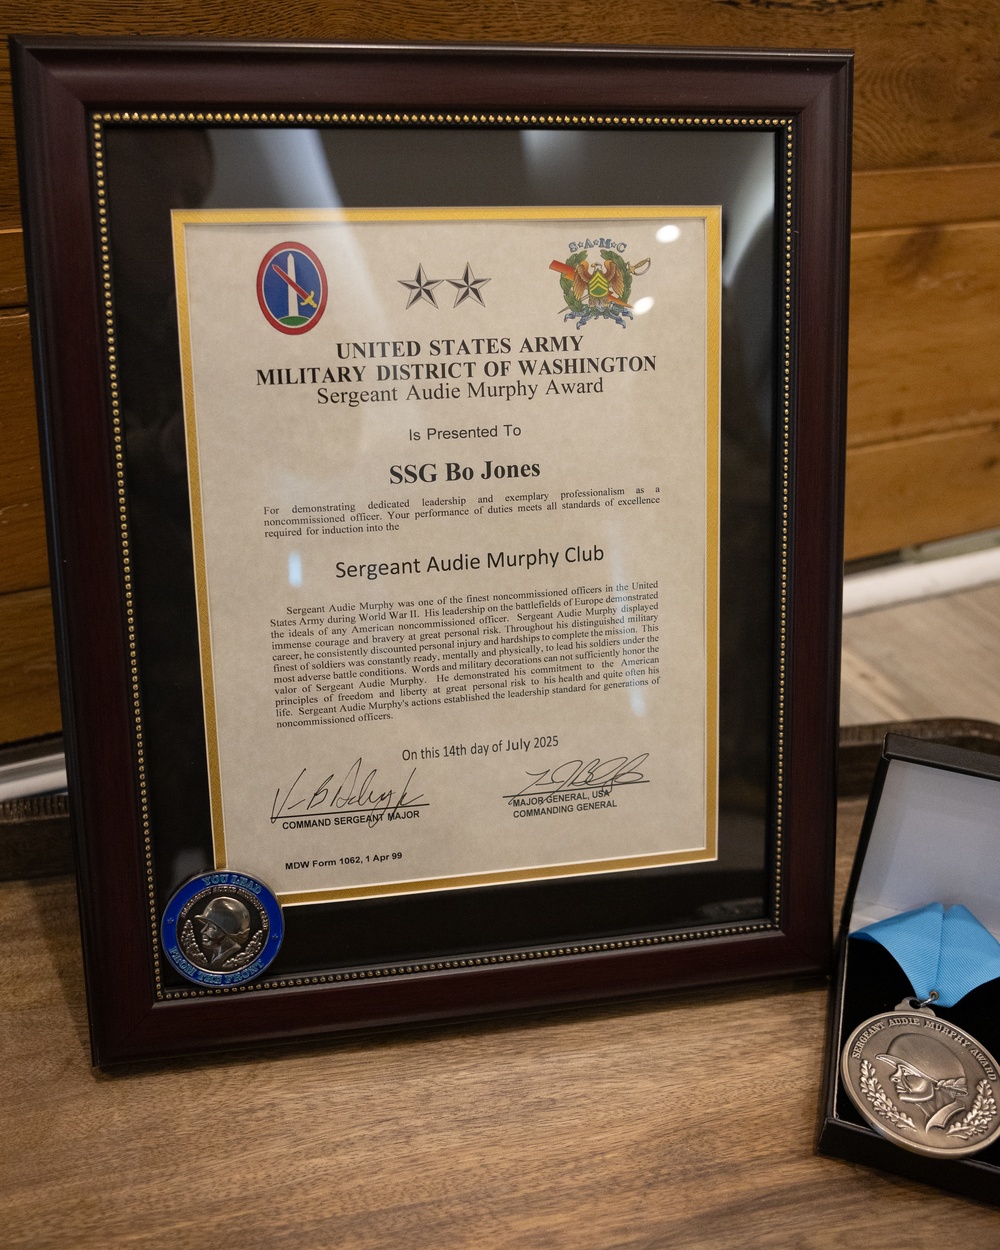 S★A★M★C
UNITED STATES ARMY
MILITARY DISTRICT OF WASHINGTON
Sergeant Audie Murphy Award
Is Presented To
SSG Bo Jones
For demonstrating dedicated leadership and exemplary professionalism as a
noncommissioned officer. Your performance of duties meets all standards of excellence
required for induction into the
Sergeant Audie Murphy Club
Sergeant Audie Murphy was one of the finest noncommissioned officers in the United
States Army during World War II. His leadership on the battlefields of Europe demonstrated
the ideals of any American noncommissioned officer. Sergeant Audie Murphy displayed
immense courage and bravery at great personal risk. Throughout his distinguished military
career, he consistently discounted personal injury and hardships to complete the mission. This
finest of soldiers was constantly ready, mentally and physically, to lead his soldiers under the
most adverse battle conditions. Words and military decorations can not sufficiently honor the
valor of Sergeant Audie Murphy. He demonstrated his commitment to the American
principles of freedom and liberty at great personal risk to his health and quite often his
life. Sergeant Audie Murphy's actions established the leadership standard for generations of
noncommissioned officers.
On this 14th day of July 2025
COMMAND SERGEANT MAJOR
MAJOR GENERAL, USA
COMMANDING GENERAL
MDW Form 1062, 1 Apr 99
YOU LEAD
SERGEANT AUDIE MURPHY CLUB
FROM THE FRONT
SERGEANT AUDIE MURPHY AWARD